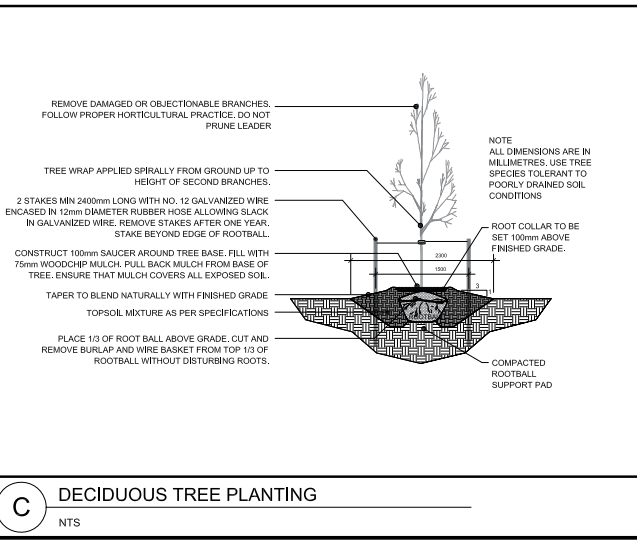 REMOVE DAMAGED OR OBJECTIONABLE BRANCHES.
FOLLOW PROPER HORTICULTURAL PRACTICE. DO NOT
PRUNE LEADER
TREE WRAP APPLIED SPIRALLY FROM GROUND UP TO
HEIGHT OF SECOND BRANCHES.
2 STAKES MIN 2400mm LONG WITH NO. 12 GALVANIZED WIRE
ENCASED IN 12mm DIAMETER RUBBER HOSE ALLOWING SLACK
IN GALVANIZED WIRE. REMOVE STAKES AFTER ONE YEAR.
STAKE BEYOND EDGE OF ROOTBALL.
CONSTRUCT 100mm SAUCER AROUND TREE BASE. FILL WITH
75mm WOODCHIP MULCH. PULL BACK MULCH FROM BASE OF
TREE. ENSURE THAT MULCH COVERS ALL EXPOSED SOIL.
TAPER TO BLEND NATURALLY WITH FINISHED GRADE
TOPSOIL MIXTURE AS PER SPECIFICATIONS
PLACE 1/3 OF ROOT BALL ABOVE GRADE. CUT AND
REMOVE BURLAP AND WIRE BASKET FROM TOP 1/3 OF
ROOTBALL WITHOUT DISTURBING ROOTS.
NOTE
ALL DIMENSIONS ARE IN
MILLIMETRES. USE TREE
SPECIES TOLERANT TO
POORLY DRAINED SOIL
CONDITIONS
ROOT COLLAR TO BE
SET 100mm ABOVE
FINISHED GRADE.
2300
1500
3
1
ROOTBALL
COMPACTED
ROOTBALL
SUPPORT PAD
C
DECIDUOUS TREE PLANTING
NTS